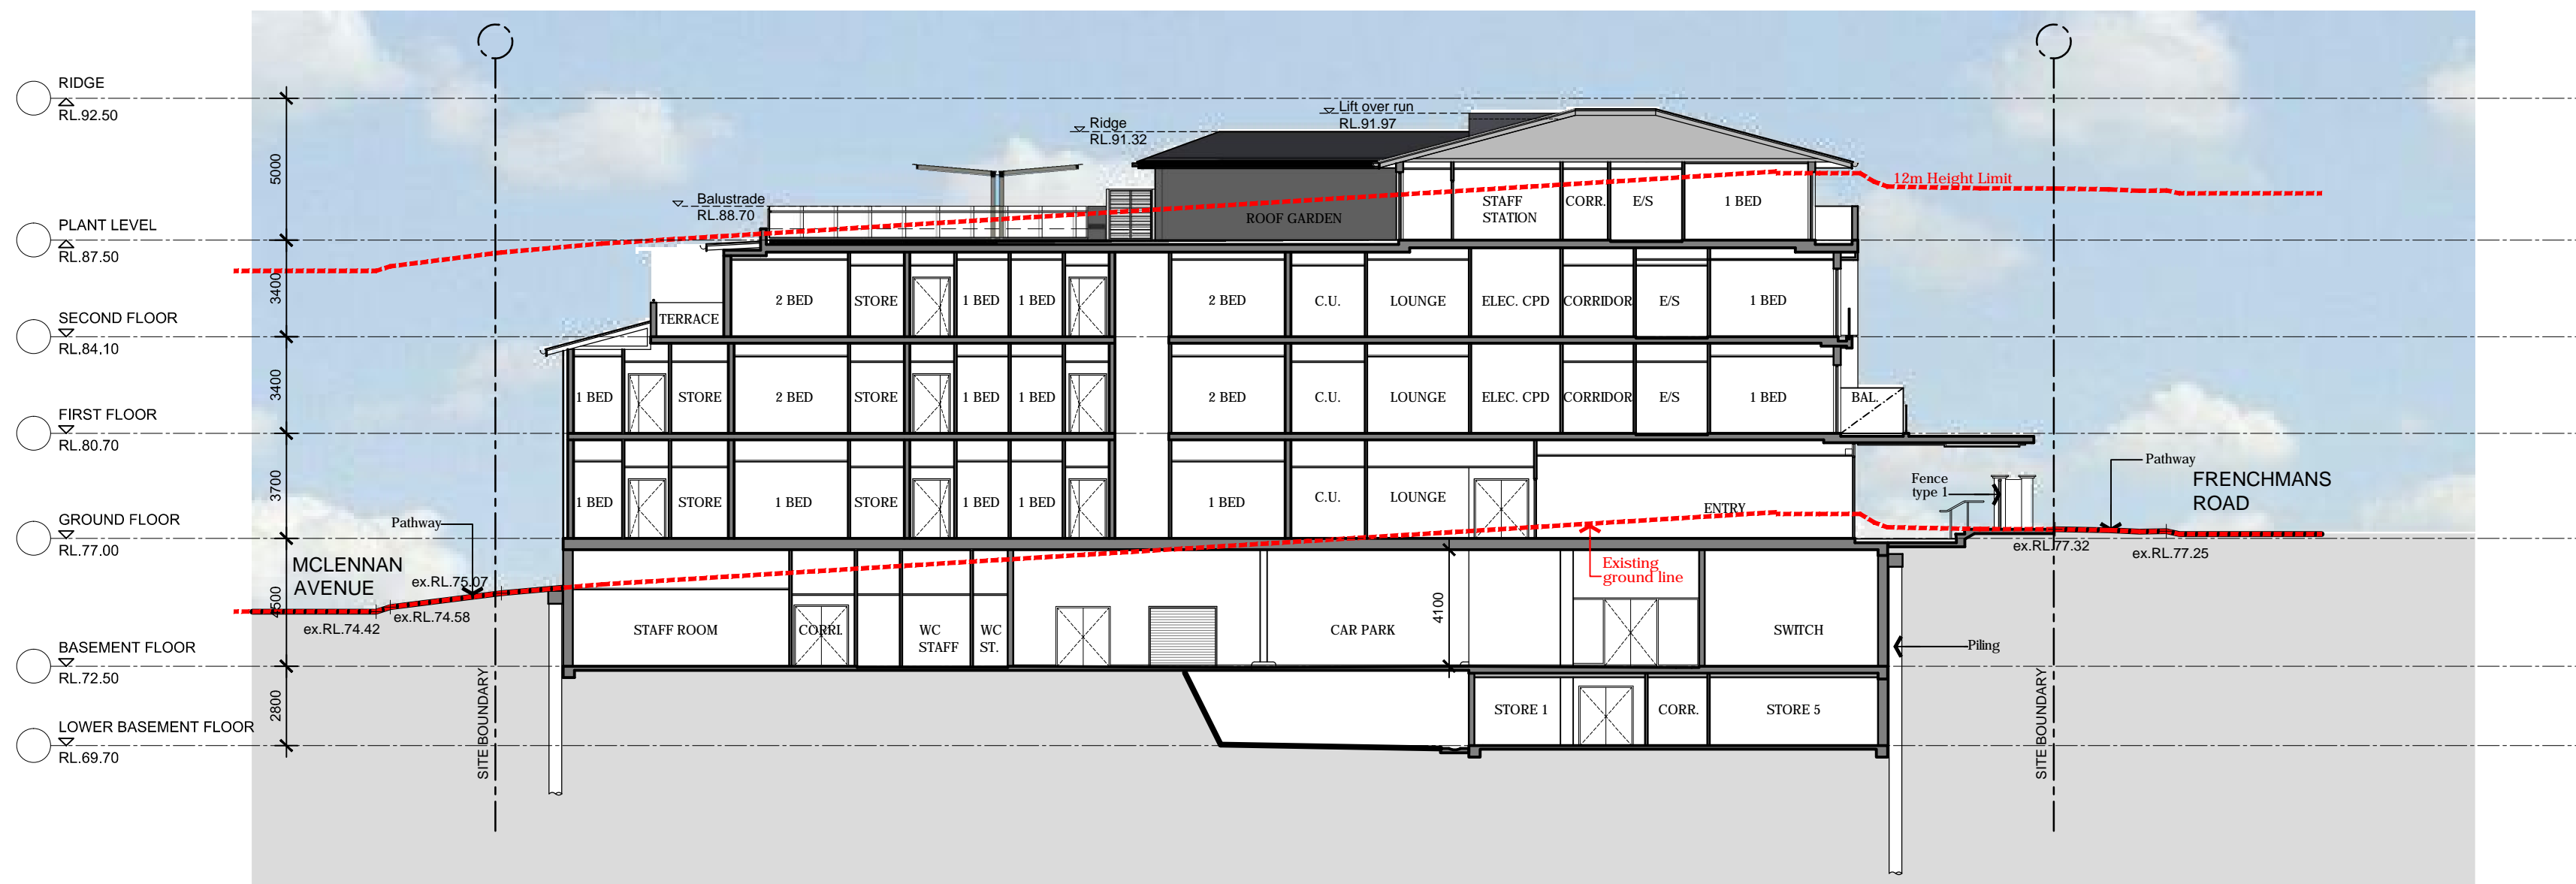 RIDGE
RL.92.50
Lift over run
RL.91.97
Ridge
RL.91.32
5000
12m Height Limit
Balustrade
RL.88.70
STAFF
STATION
CORR.
E/S
1 BED
ROOF GARDEN
PLANT LEVEL
RL.87.50
3400
2 BED
STORE
1 BED
1 BED
2 BED
C.U.
LOUNGE
ELEC. CPD
CORRIDOR
E/S
1 BED
TERRACE
SECOND FLOOR
RL.84.10
3400
1 BED
STORE
2 BED
STORE
1 BED
1 BED
2 BED
C.U.
LOUNGE
ELEC. CPD
CORRIDOR
E/S
1 BED
BAL.
FIRST FLOOR
RL.80.70
3700
1 BED
STORE
1 BED
STORE
1 BED
1 BED
1 BED
C.U.
LOUNGE
ENTRY
Fence
type 1
Pathway
FRENCHMANS
ROAD
GROUND FLOOR
RL.77.00
Pathway
ex.RL.77.32
ex.RL.77.25
MCLENNAN
AVENUE
ex.RL.75.07
Existing
ground line
4500
ex.RL.74.42
ex.RL.74.58
4100
STAFF ROOM
CORRI.
WC
STAFF
WC
ST.
CAR PARK
SWITCH
Piling
BASEMENT FLOOR
RL.72.50
2800
SITE BOUNDARY
SITE BOUNDARY
STORE 1
CORR.
STORE 5
LOWER BASEMENT FLOOR
RL.69.70